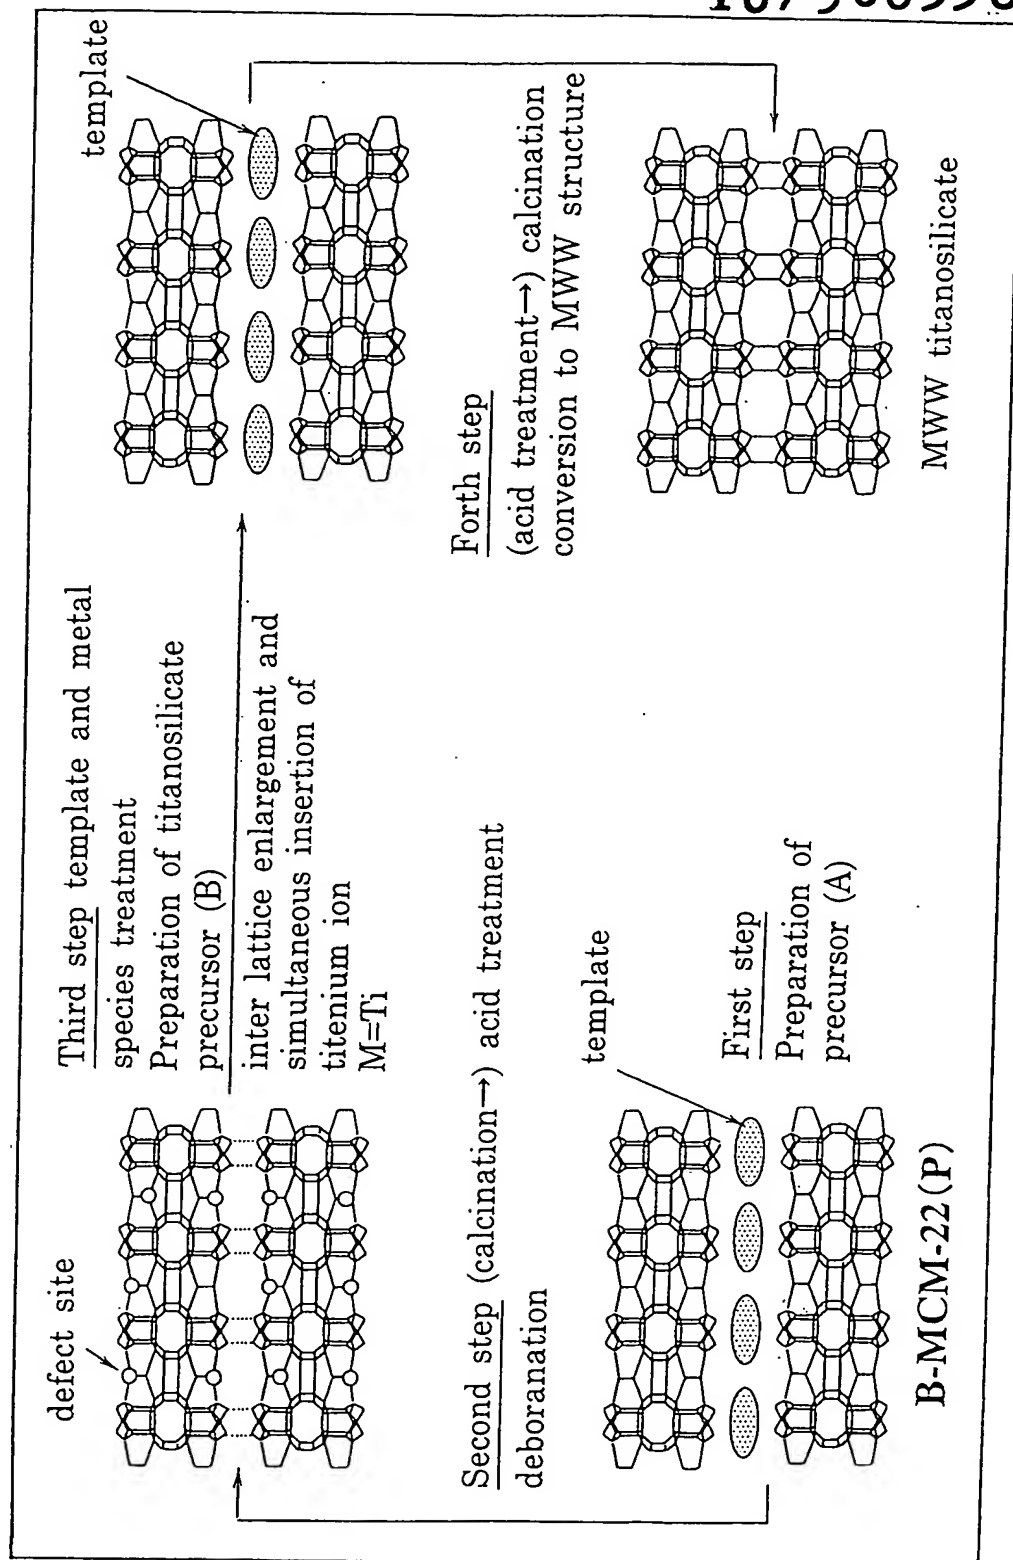 defect site
Third step template and metal
species treatment
Preparation of titanosilicate
precursor (B)
inter lattice enlargement and
simultaneous insertion of
titenium ion
M=Ti
template
Second step (calcination→) acid treatment
deboranation
Forth step
(acid treatment→) calcination
conversion to MWW structure
template
First step
Preparation of
precursor (A)
B-MCM-22(P)
MWW titanosilicate